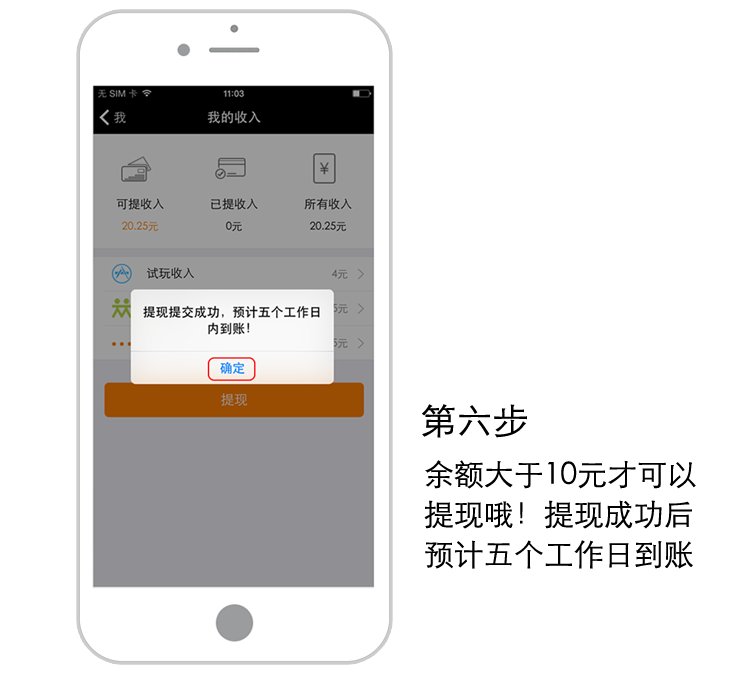 无 SIM 卡
11:03
我
我的收入
可提收入
已提收入
所有收入
20.25元
0元
20.25元
试玩收入
4元
提现提交成功，预计五个工作日
内到账！
5元
5元
确定
提现
第六步
余额大于10元才可以
提现哦！提现成功后
预计五个工作日到账